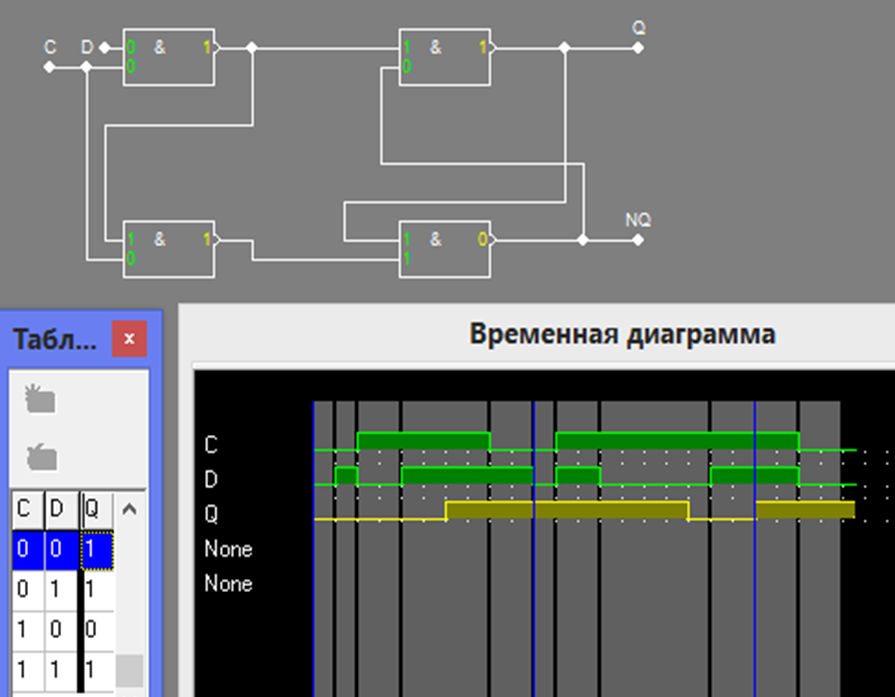 Q
C D 0 0 & 1 1 0 & 1
NQ
1 0 & 1 1 1 & 0
Временная диаграмма
Табл...
x
C
D
Q
None
None
C D Q
0 0 1
0 1 1
1 0 0
1 1 1